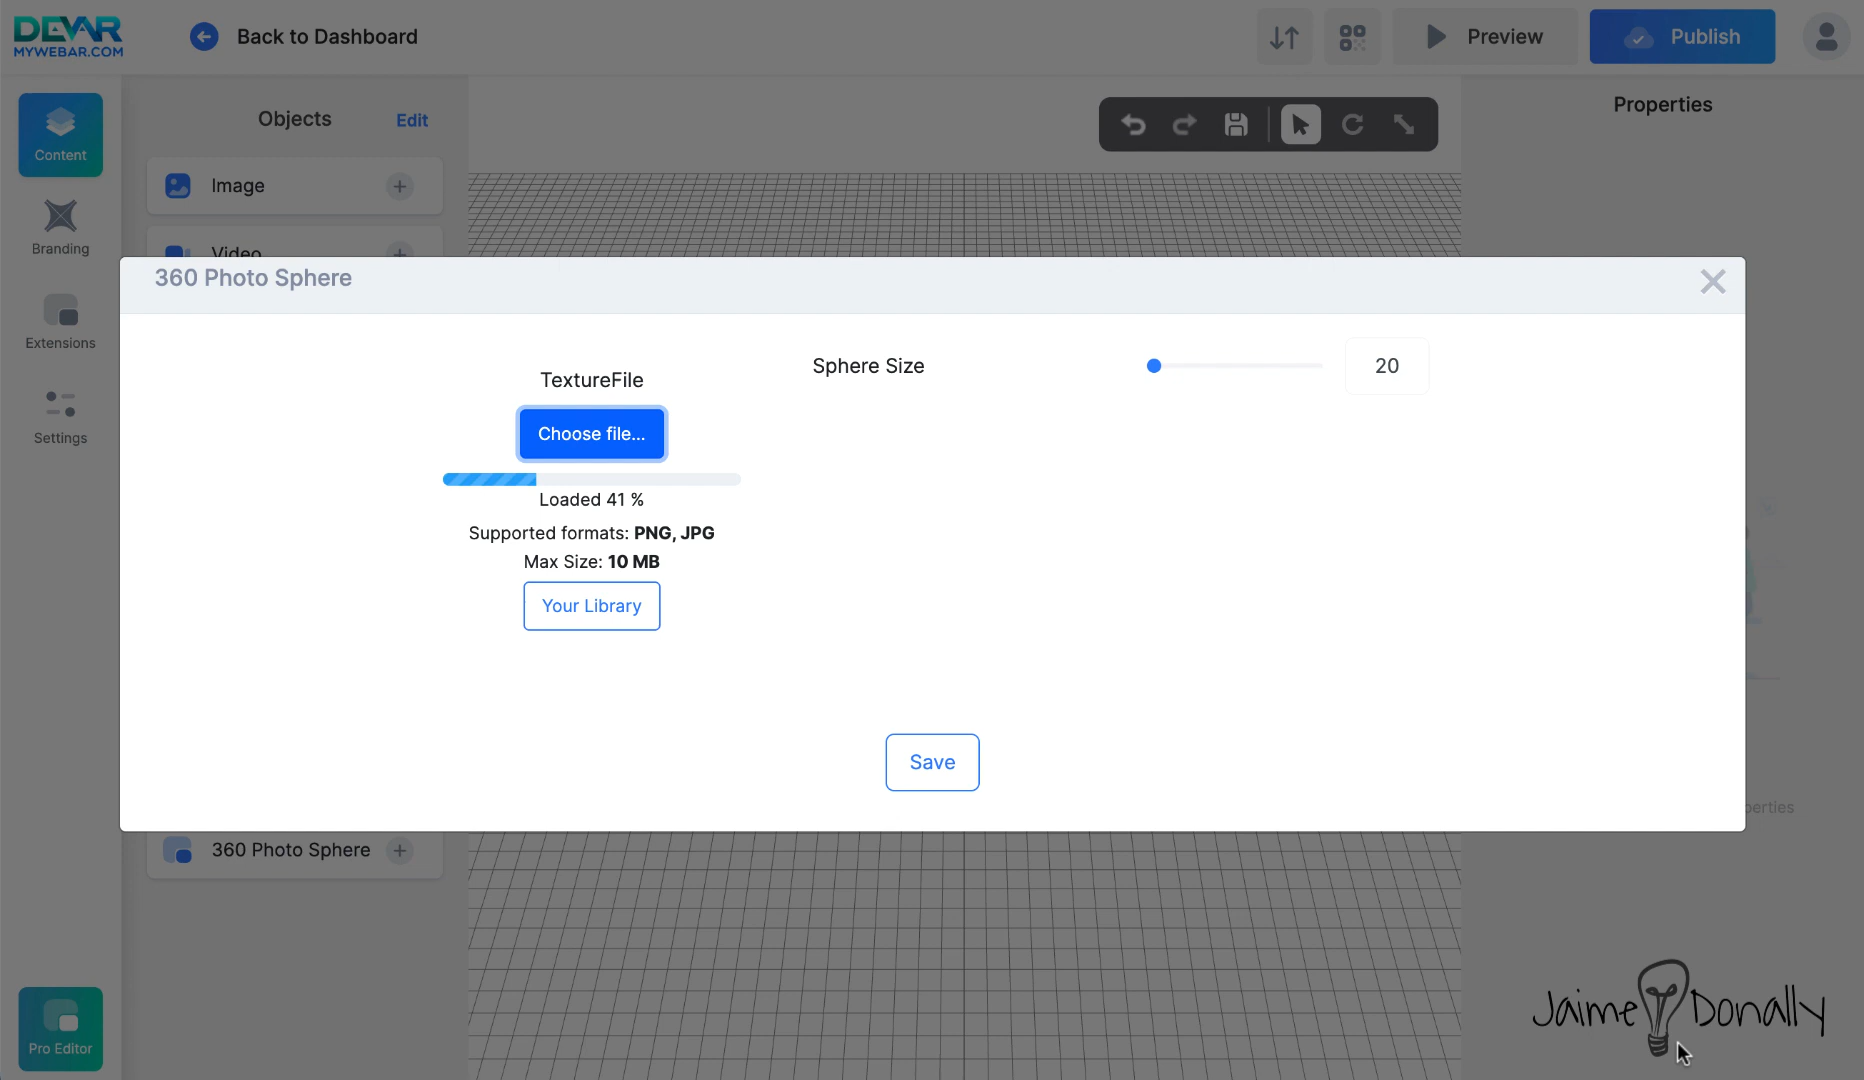 DEVAR
MYWEBAR.COM
Back to Dashboard
Preview
Publish
Content
Objects
Edit
Properties
Image
Branding
Video
360 Photo Sphere
Extensions
TextureFile
Sphere Size
20
Choose file...
Settings
Loaded 41 %
Supported formats: PNG, JPG
Max Size: 10 MB
Your Library
Save
perties
360 Photo Sphere
Jaime Donally
Pro Editor